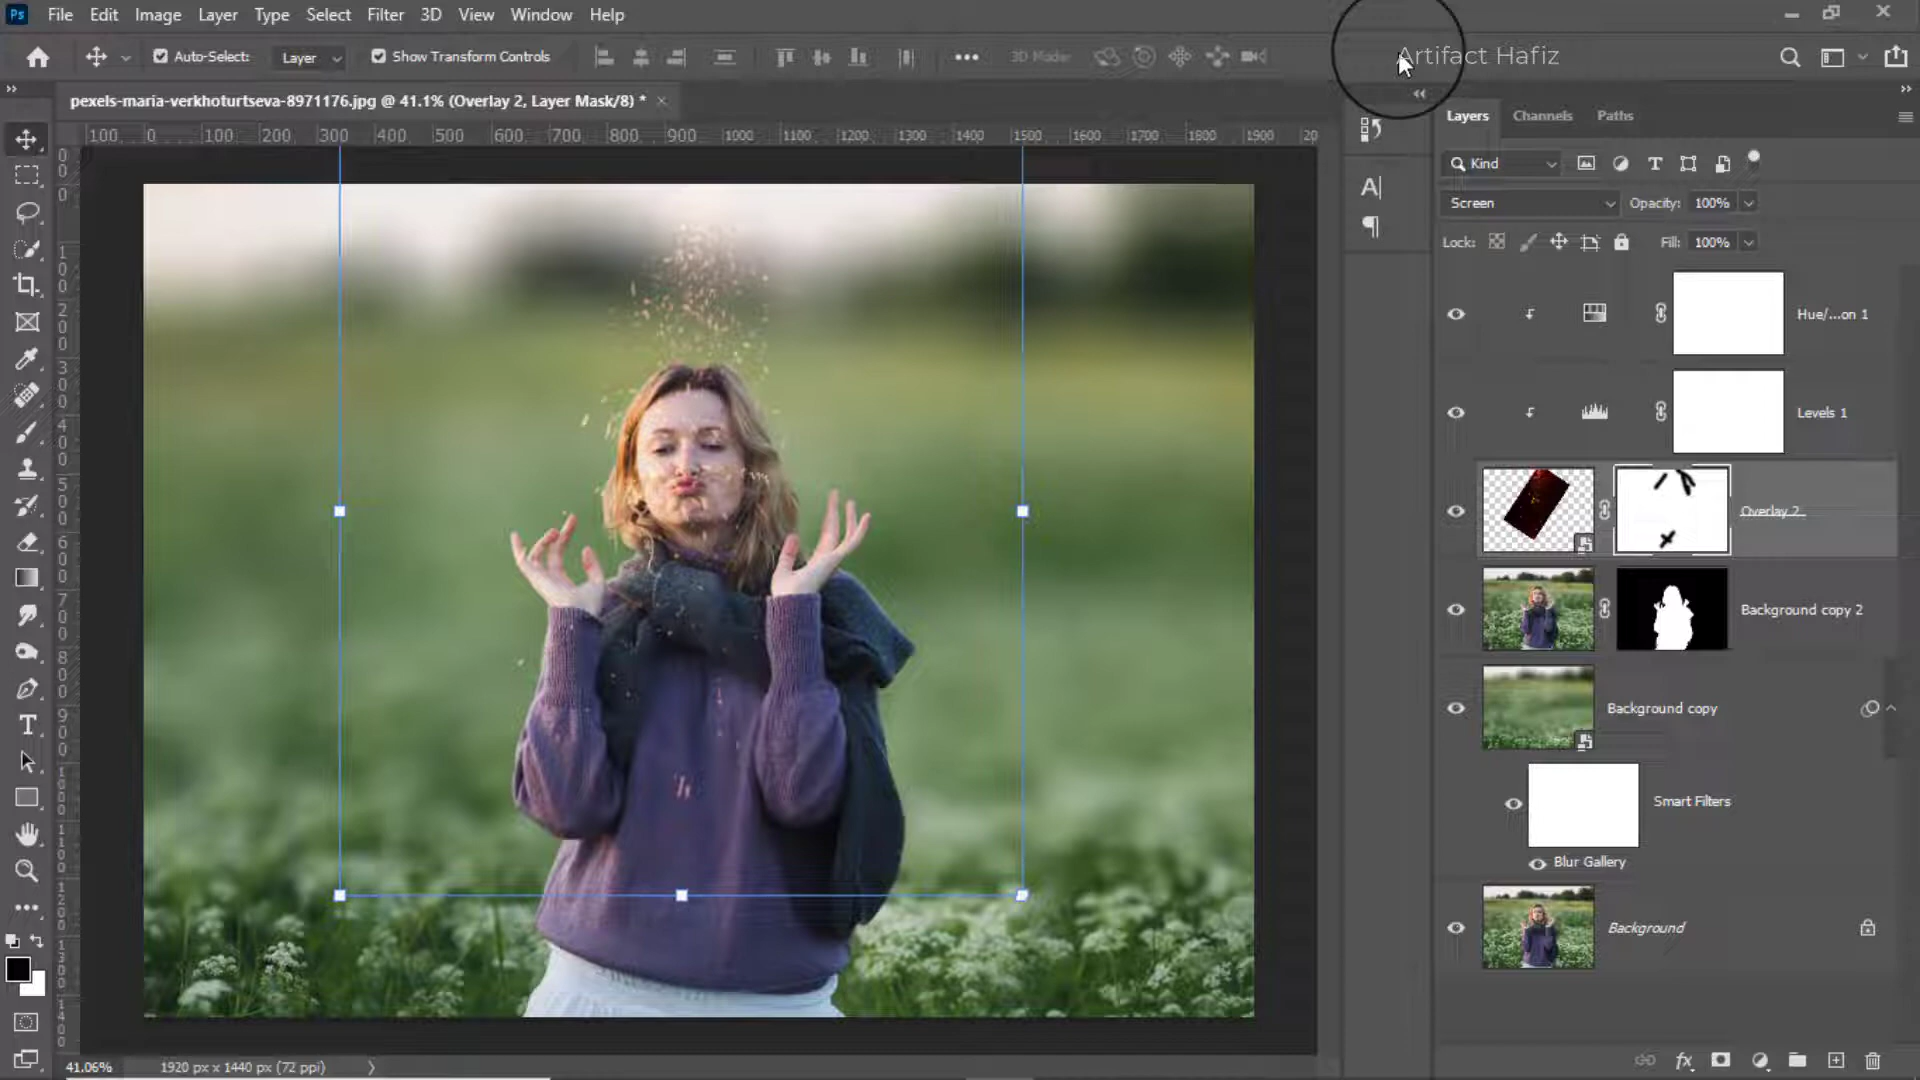 Ps File Edit Image Layer Type Select Filter 3D View Window Help
Auto-Select: Layer Show Transform Controls ••• 3D Mode: Artifact Hafiz
pexels-maria-verkhoturtseva-8971176.jpg @ 41.1% (Overlay 2, Layer Mask/8) * ×
100 0 100 200 300 400 500 600 700 800 900 1000 1100 1200 1300 1400 1500 1600 1700 1800 1900 20
Layers Channels Paths
Kind
Screen Opacity: 100%
Lock: Fill: 100%
Hue/...on 1
Levels 1
Overlay 2
Background copy 2
Background copy
Smart Filters
Blur Gallery
Background
41.06% 1920 px x 1440 px (72 ppi)